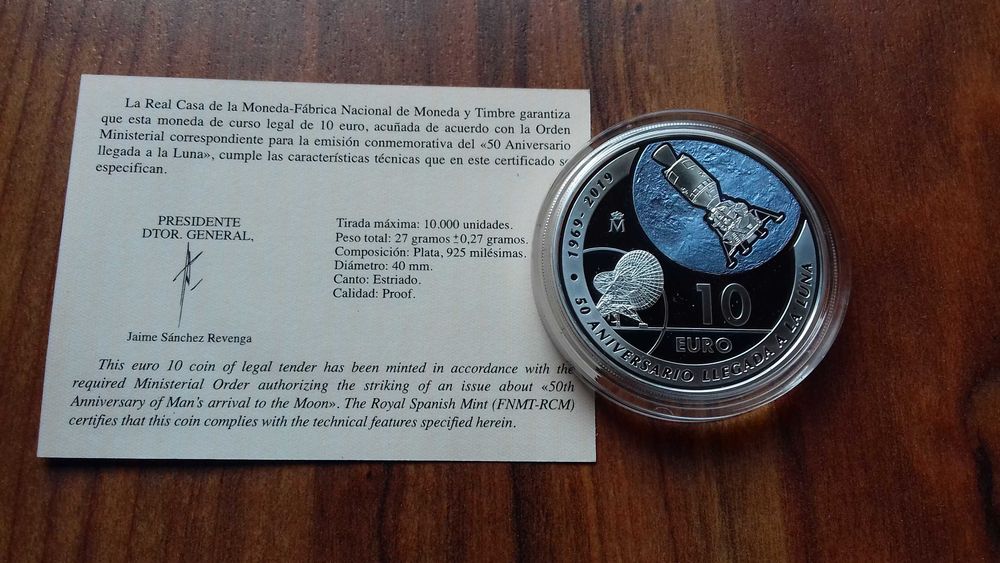 La Real Casa de la Moneda-Fábrica Nacional de Moneda y Timbre garantiza
que esta moneda de curso legal de 10 euro, acuñada de acuerdo con la Orden
Ministerial correspondiente para la emisión conmemorativa del «50 Aniversario
llegada a la Luna», cumple las características técnicas que en este certificado se
especifican.
PRESIDENTE
DTOR. GENERAL,
Jaime Sánchez Revenga
Tirada máxima: 10.000 unidades.
Peso total: 27 gramos ±0,27 gramos.
Composición: Plata, 925 milésimas.
Diámetro: 40 mm.
Canto: Estriado.
Calidad: Proof.
This euro 10 coin of legal tender has been minted in accordance with the
required Ministerial Order authorizing the striking of an issue about «50th
Anniversary of Man's arrival to the Moon». The Royal Spanish Mint (FNMT-RCM)
certifies that this coin complies with the technical features specified herein.
• 1969-2019
M
10
EURO
50 ANIVERSARIO LLEGADA A LA LUNA